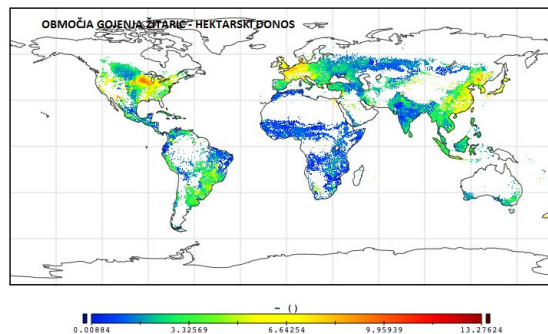 OBMOČJA GOJENJA ŽITARIC - HEKTARSKI DONOS
– ()
0.00884 3.32569 6.64254 9.95939 13.27624